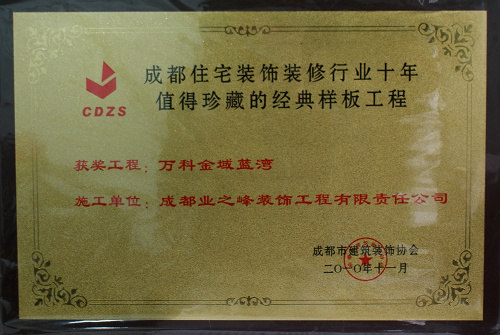 CDZS
成都住宅装饰装修行业十年
值得珍藏的经典样板工程
获奖工程：万科金域蓝湾
施工单位：成都业之峰装饰工程有限责任公司
成都市建筑装饰协会
二〇一〇年十一月